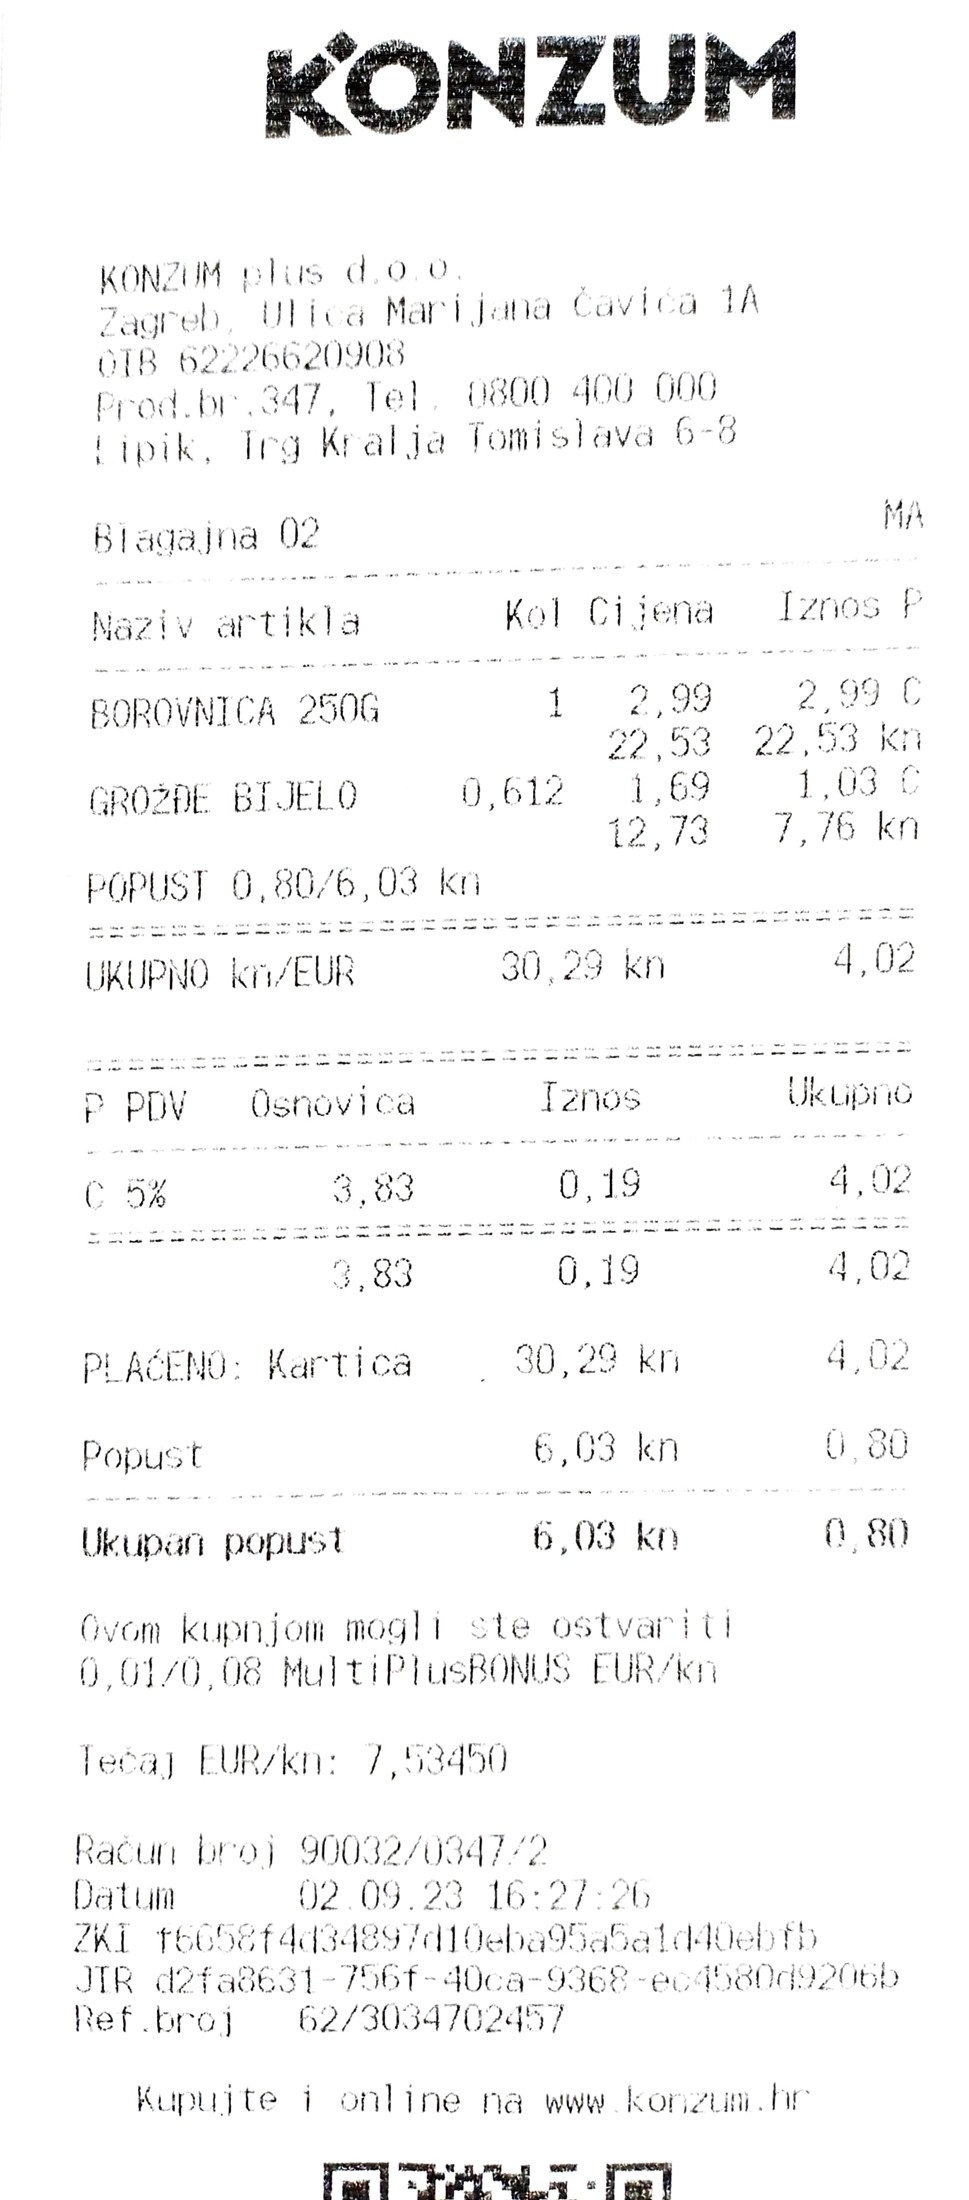 KONZUM
KONZUM plus d.o.o.
Zagreb, Ulica Marijana Čavića 1A
OIB 62226620908
Prod.br.347, Tel. 0800 400 000
Lipik, Trg Kralja Tomislava 6-8
Blagajna 02 MA
Naziv artikla Kol Cijena Iznos P
BOROVNICA 250G 1 2,99 2,99 C
22,53 22,53 kn
GROŽĐE BIJELO 0,612 1,69 1,03 C
12,73 7,76 kn
POPUST 0,80/6,03 kn
UKUPNO kn/EUR 30,29 kn 4,02
P PDV Osnovica Iznos Ukupno
C 5% 3,83 0,19 4,02
3,83 0,19 4,02
PLAĆENO: Kartica 30,29 kn 4,02
Popust 6,03 kn 0,80
Ukupan popust 6,03 kn 0,80
Ovom kupnjom mogli ste ostvariti
0,01/0,08 MultiPlusBONUS EUR/kn
Tečaj EUR/kn: 7,53450
Račun broj 90032/0347/2
Datum 02.09.23 16:27:26
ZKI f6658f4d34897d10eba95a5a1d40ebfb
JIR d2fa8631-756f-40ca-9368-ec4580d9206b
Ref.broj 62/3034702457
Kupujte i online na www.konzum.hr